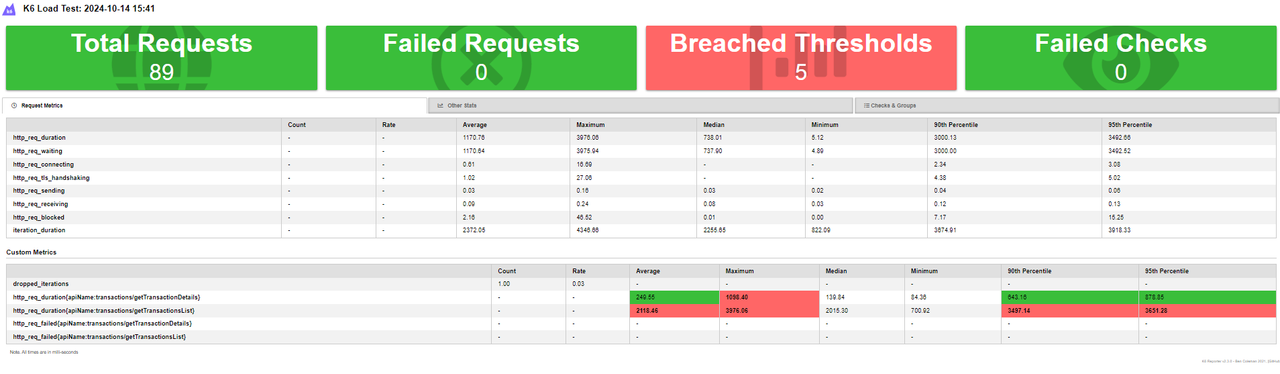 K6 Load Test: 2024-10-14 15:41
Total Requests Failed Requests Breached Thresholds Failed Checks
89 0 5 0
Request Metrics Other Stats Checks & Groups
Count Rate Average Maximum Median Minimum 90th Percentile 95th Percentile
http_req_duration - - 1170.76 3976.06 738.01 5.12 3000.13 3492.66
http_req_waiting - - 1170.64 3975.94 737.90 4.89 3000.00 3492.52
http_req_connecting - - 0.61 16.69 - - 2.34 3.08
http_req_tls_handshaking - - 1.02 27.06 - - 4.38 5.02
http_req_sending - - 0.03 0.16 0.03 0.02 0.04 0.06
http_req_receiving - - 0.09 0.24 0.08 0.03 0.12 0.13
http_req_blocked - - 2.16 46.62 0.01 0.00 7.17 15.25
iteration_duration - - 2372.05 4346.66 2255.65 822.09 3674.91 3918.33
Custom Metrics
Count Rate Average Maximum Median Minimum 90th Percentile 95th Percentile
dropped_iterations 1.00 0.03 - - - - - -
http_req_duration{apiName:transactions/getTransactionDetails} - - 249.55 1098.40 139.84 84.36 643.16 878.85
http_req_duration{apiName:transactions/getTransactionsList} - - 2118.46 3976.06 2015.30 700.92 3497.14 3631.28
http_req_failed{apiName:transactions/getTransactionDetails} - - - - - - - -
http_req_failed{apiName:transactions/getTransactionsList} - - - - - - - -
Note. All times are in milli-seconds